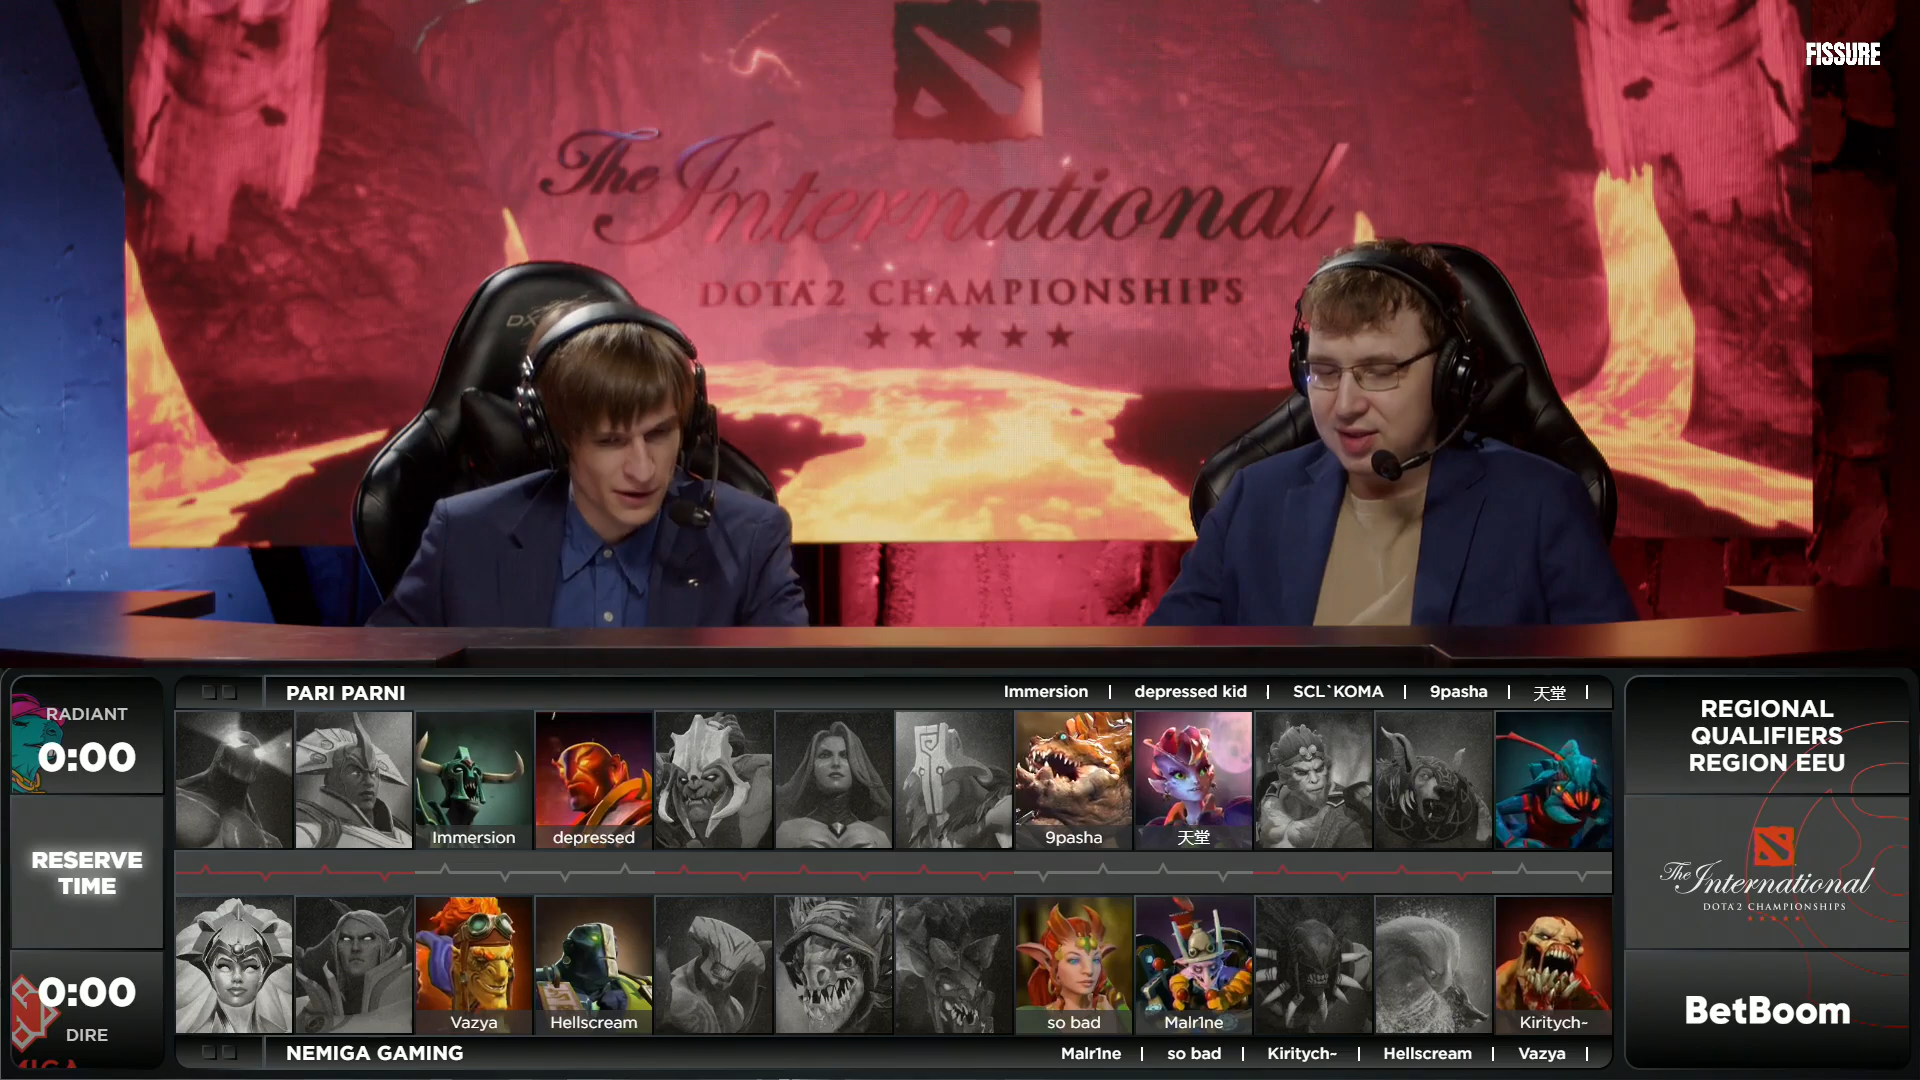 FISSURE
The International
DOTA 2 CHAMPIONSHIPS
DX
RADIANT
0:00
RESERVE
TIME
0:00
DIRE
PARI PARNI
Immersion | depressed kid | SCL`KOMA | 9pasha | 天堂 |
Immersion
depressed
9pasha
天堂
Vazya
Hellscream
so bad
Malr1ne
Kiritych~
NEMIGA GAMING
Malr1ne | so bad | Kiritych~ | Hellscream | Vazya |
REGIONAL
QUALIFIERS
REGION EEU
The International
DOTA 2 CHAMPIONSHIPS
BetBoom